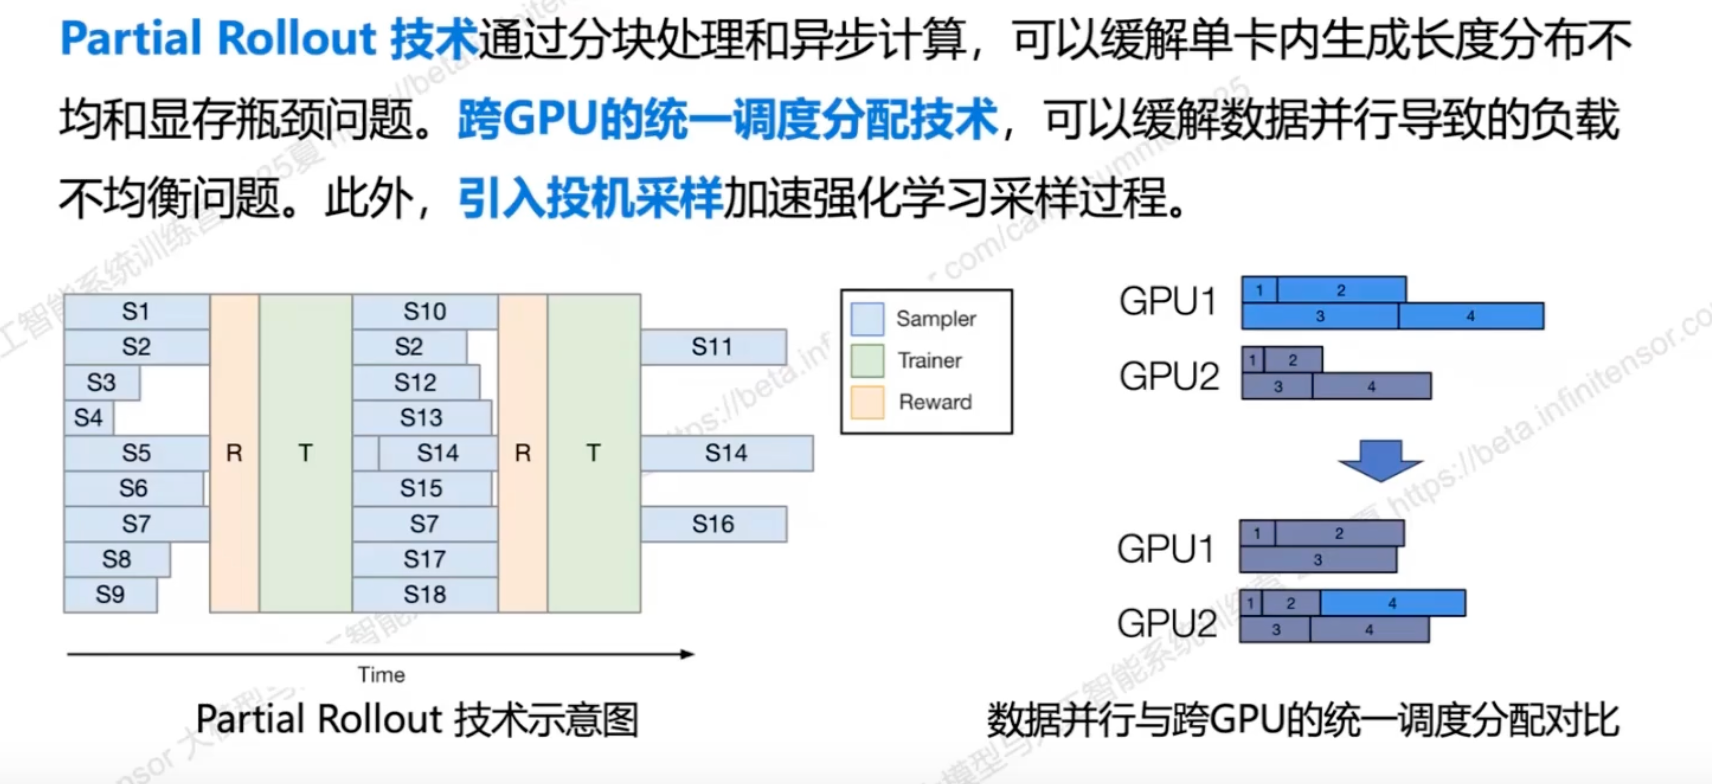 Partial Rollout 技术通过分块处理和异步计算，可以缓解单卡内生成长度分布不
均和显存瓶颈问题。跨GPU的统一调度分配技术，可以缓解数据并行导致的负载
不均衡问题。此外，引入投机采样加速强化学习采样过程。
S1
S2
S3
S4
S5
S6
S7
S8
S9
R
T
S10
S2
S12
S13
S14
S15
S7
S17
S18
R
T
S11
S14
S16
Time
Partial Rollout 技术示意图
Sampler
Trainer
Reward
GPU1
1 2
3 4
GPU2
1 2
3 4
GPU1
1 2
3
GPU2
1 2 4
3 4
数据并行与跨GPU的统一调度分配对比